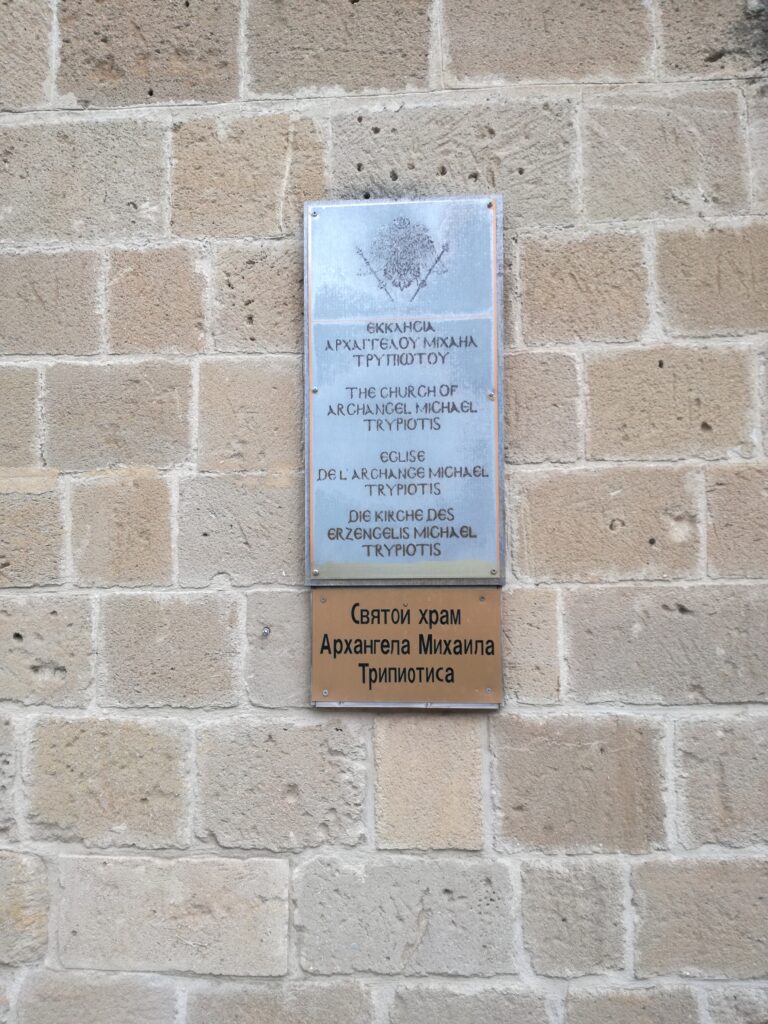 ΕΚΚΛΗСΙΑ
ΑΡΧΑΓΓΕΛΟΥ ΜΙΧΑΗΛ
ΤΡΥΠΙΩΤΟΥ
THE CHURCH OF
ARCHANGEL MICHAEL
TRYPIOTIS
EGLISE
DE L'ARCHANGE MICHAEL
TRYPIOTIS
DIE KIRCHE DES
ERZENGELIS MICHAEL
TRYPIOTIS
Святой храм
Архангела Михаила
Трипиотиса